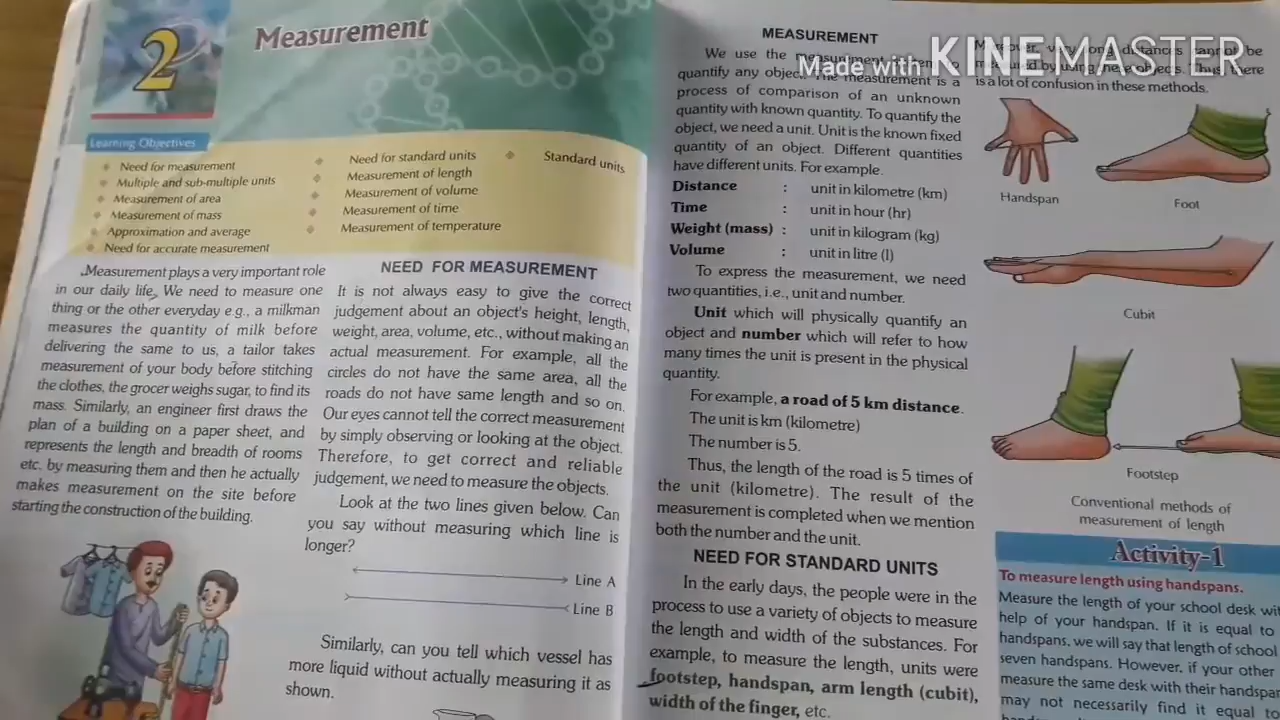 2
Measurement
Learning Objectives
Need for measurement
Multiple and sub-multiple units
Measurement of area
Measurement of mass
Approximation and average
Need for accurate measurement
Need for standard units
Measurement of length
Measurement of volume
Measurement of time
Measurement of temperature
Standard units
Measurement plays a very important role
in our daily life. We need to measure one
thing or the other everyday e.g., a milkman
measures the quantity of milk before
delivering the same to us, a tailor takes
measurement of your body before stitching
the clothes, the grocer weighs sugar, to find its
mass. Similarly, an engineer first draws the
plan of a building on a paper sheet, and
represents the length and breadth of rooms
etc. by measuring them and then he actually
makes measurement on the site before
starting the construction of the building.
NEED FOR MEASUREMENT
It is not always easy to give the correct
judgement about an object's height, length,
weight, area, volume, etc., without making an
actual measurement. For example, all the
circles do not have the same area, all the
roads do not have same length and so on.
Our eyes cannot tell the correct measurement
by simply observing or looking at the object.
Therefore, to get correct and reliable
judgement, we need to measure the objects.
Look at the two lines given below. Can
you say without measuring which line is
longer?
Line A
Line B
Similarly, can you tell which vessel has
more liquid without actually measuring it as
shown.
MEASUREMENT
We use the
quantify any object. The measurement is a
process of comparison of an unknown
quantity with known quantity. To quantify the
object, we need a unit. Unit is the known fixed
quantity of an object. Different quantities
have different units. For example.
Distance : unit in kilometre (km)
Time : unit in hour (hr)
Weight (mass) : unit in kilogram (kg)
Volume : unit in litre (l)
To express the measurement, we need
two quantities, i.e., unit and number.
Unit which will physically quantify an
object and number which will refer to how
many times the unit is present in the physical
quantity.
For example, a road of 5 km distance.
The unit is km (kilometre)
The number is 5.
Thus, the length of the road is 5 times of
the unit (kilometre). The result of the
measurement is completed when we mention
both the number and the unit.
NEED FOR STANDARD UNITS
In the early days, the people were in the
process to use a variety of objects to measure
the length and width of the substances. For
example, to measure the length, units were
footstep, handspan, arm length (cubit),
width of the finger, etc.
Made with KINEMASTER
Moreover, very long distances cannot be
measured by using these objects. Thus, there
is a lot of confusion in these methods.
Handspan
Foot
Cubit
Footstep
Conventional methods of
measurement of length
Activity-1
To measure length using handspans.
Measure the length of your school desk
help of your handspan. If it is equal to
handspans, we will say that length of school
seven handspans. However, if your other
measure the same desk with their
may not necessarily find it equal to